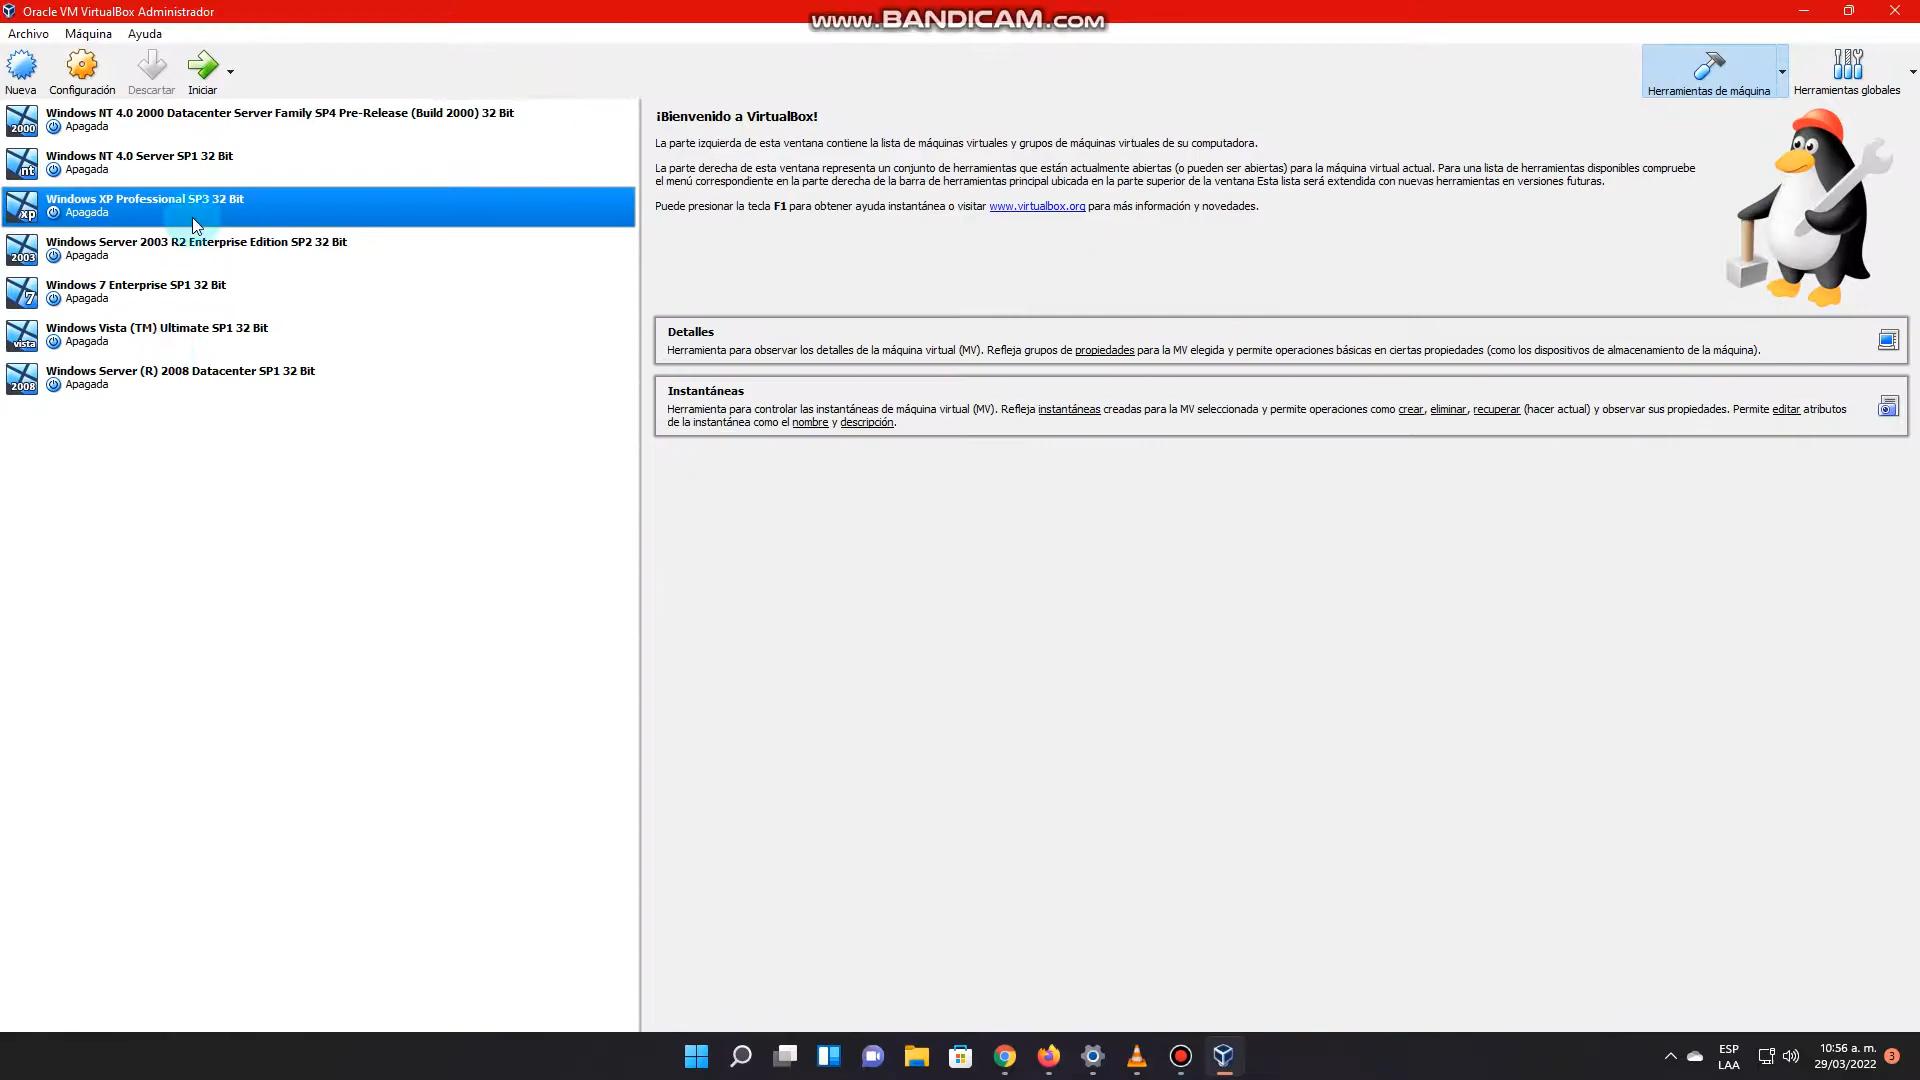 Oracle VM VirtualBox Administrador
www.BANDICAM.com
Archivo Máquina Ayuda
Nueva Configuración Descartar Iniciar
Herramientas de máquina Herramientas globales
2000 Windows NT 4.0 2000 Datacenter Server Family SP4 Pre-Release (Build 2000) 32 Bit
Apagada
nt Windows NT 4.0 Server SP1 32 Bit
Apagada
xp Windows XP Professional SP3 32 Bit
Apagada
2003 Windows Server 2003 R2 Enterprise Edition SP2 32 Bit
Apagada
7 Windows 7 Enterprise SP1 32 Bit
Apagada
vista Windows Vista (TM) Ultimate SP1 32 Bit
Apagada
2008 Windows Server (R) 2008 Datacenter SP1 32 Bit
Apagada
¡Bienvenido a VirtualBox!
La parte izquierda de esta ventana contiene la lista de máquinas virtuales y grupos de máquinas virtuales de su computadora.
La parte derecha de esta ventana representa un conjunto de herramientas que están actualmente abiertas (o pueden ser abiertas) para la máquina virtual actual. Para una lista de herramientas disponibles compruebe
el menú correspondiente en la parte derecha de la barra de herramientas principal ubicada en la parte superior de la ventana Esta lista será extendida con nuevas herramientas en versiones futuras.
Puede presionar la tecla F1 para obtener ayuda instantánea o visitar www.virtualbox.org para más información y novedades.
Detalles
Herramienta para observar los detalles de la máquina virtual (MV). Refleja grupos de propiedades para la MV elegida y permite operaciones básicas en ciertas propiedades (como los dispositivos de almacenamiento de la máquina).
Instantáneas
Herramienta para controlar las instantáneas de máquina virtual (MV). Refleja instantáneas creadas para la MV seleccionada y permite operaciones como crear, eliminar, recuperar (hacer actual) y observar sus propiedades. Permite editar atributos
de la instantánea como el nombre y descripción.
ESP
LAA
10:56 a. m.
29/03/2022
3